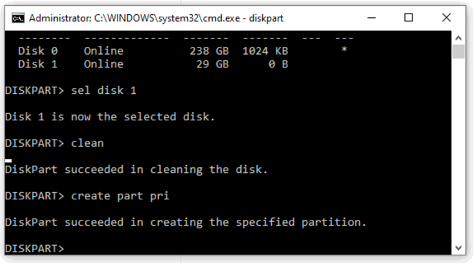 Administrator: C:\WINDOWS\system32\cmd.exe - diskpart
-------- ------------- ------- ------- --- ---
Disk 0 Online 238 GB 1024 KB *
Disk 1 Online 29 GB 0 B
DISKPART> sel disk 1
Disk 1 is now the selected disk.
DISKPART> clean
DiskPart succeeded in cleaning the disk.
DISKPART> create part pri
DiskPart succeeded in creating the specified partition.
DISKPART>